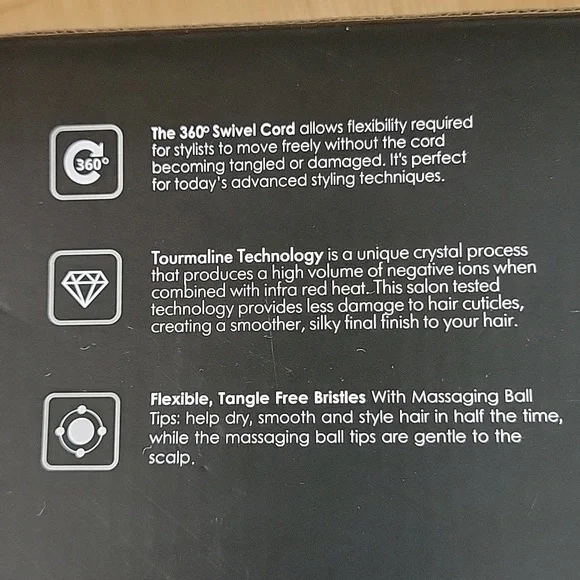 360°
The 360° Swivel Cord allows flexibility required
for stylists to move freely without the cord
becoming tangled or damaged. It's perfect
for today's advanced styling techniques.
Tourmaline Technology is a unique crystal process
that produces a high volume of negative ions when
combined with infra red heat. This salon tested
technology provides less damage to hair cuticles,
creating a smoother, silky final finish to your hair.
Flexible, Tangle Free Bristles With Massaging Ball
Tips: help dry, smooth and style hair in half the time,
while the massaging ball tips are gentle to the
scalp.